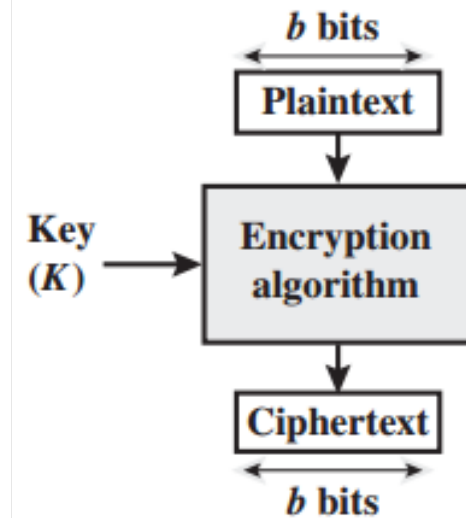 b bits
Plaintext
Key
(K)
Encryption
algorithm
Ciphertext
b bits